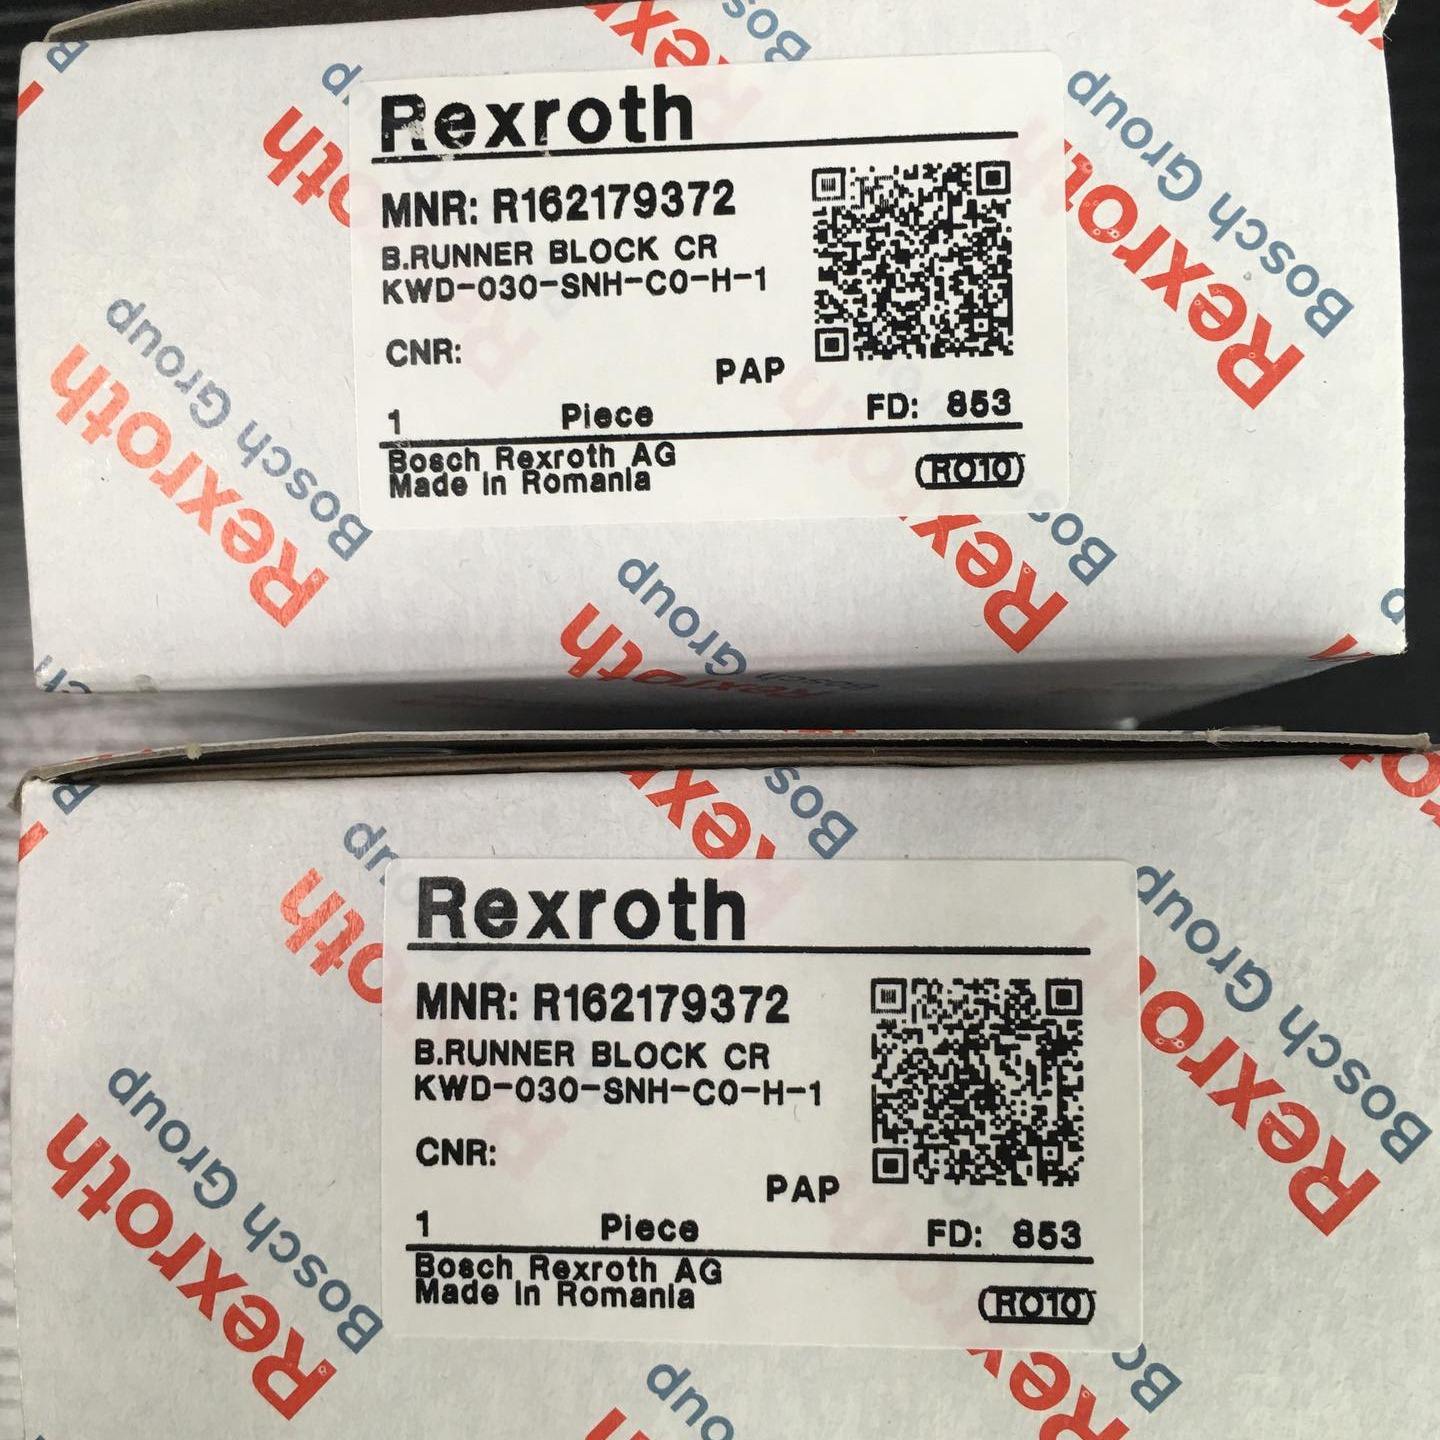 Rexroth
MNR: R162179372
B.RUNNER BLOCK CR
KWD-030-SNH-C0-H-1
CNR:
PAP
1 Piece FD: 853
Bosch Rexroth AG
Made in Romania
RO10
Rexroth
Bosch Group
Rexroth
Bosch Group
Rexroth
Bosch Group
Rexroth
MNR: R162179372
B.RUNNER BLOCK CR
KWD-030-SNH-C0-H-1
CNR:
PAP
1 Piece FD: 853
Bosch Rexroth AG
Made in Romania
RO10
Rexroth
Bosch Group
Rexroth
Bosch Group